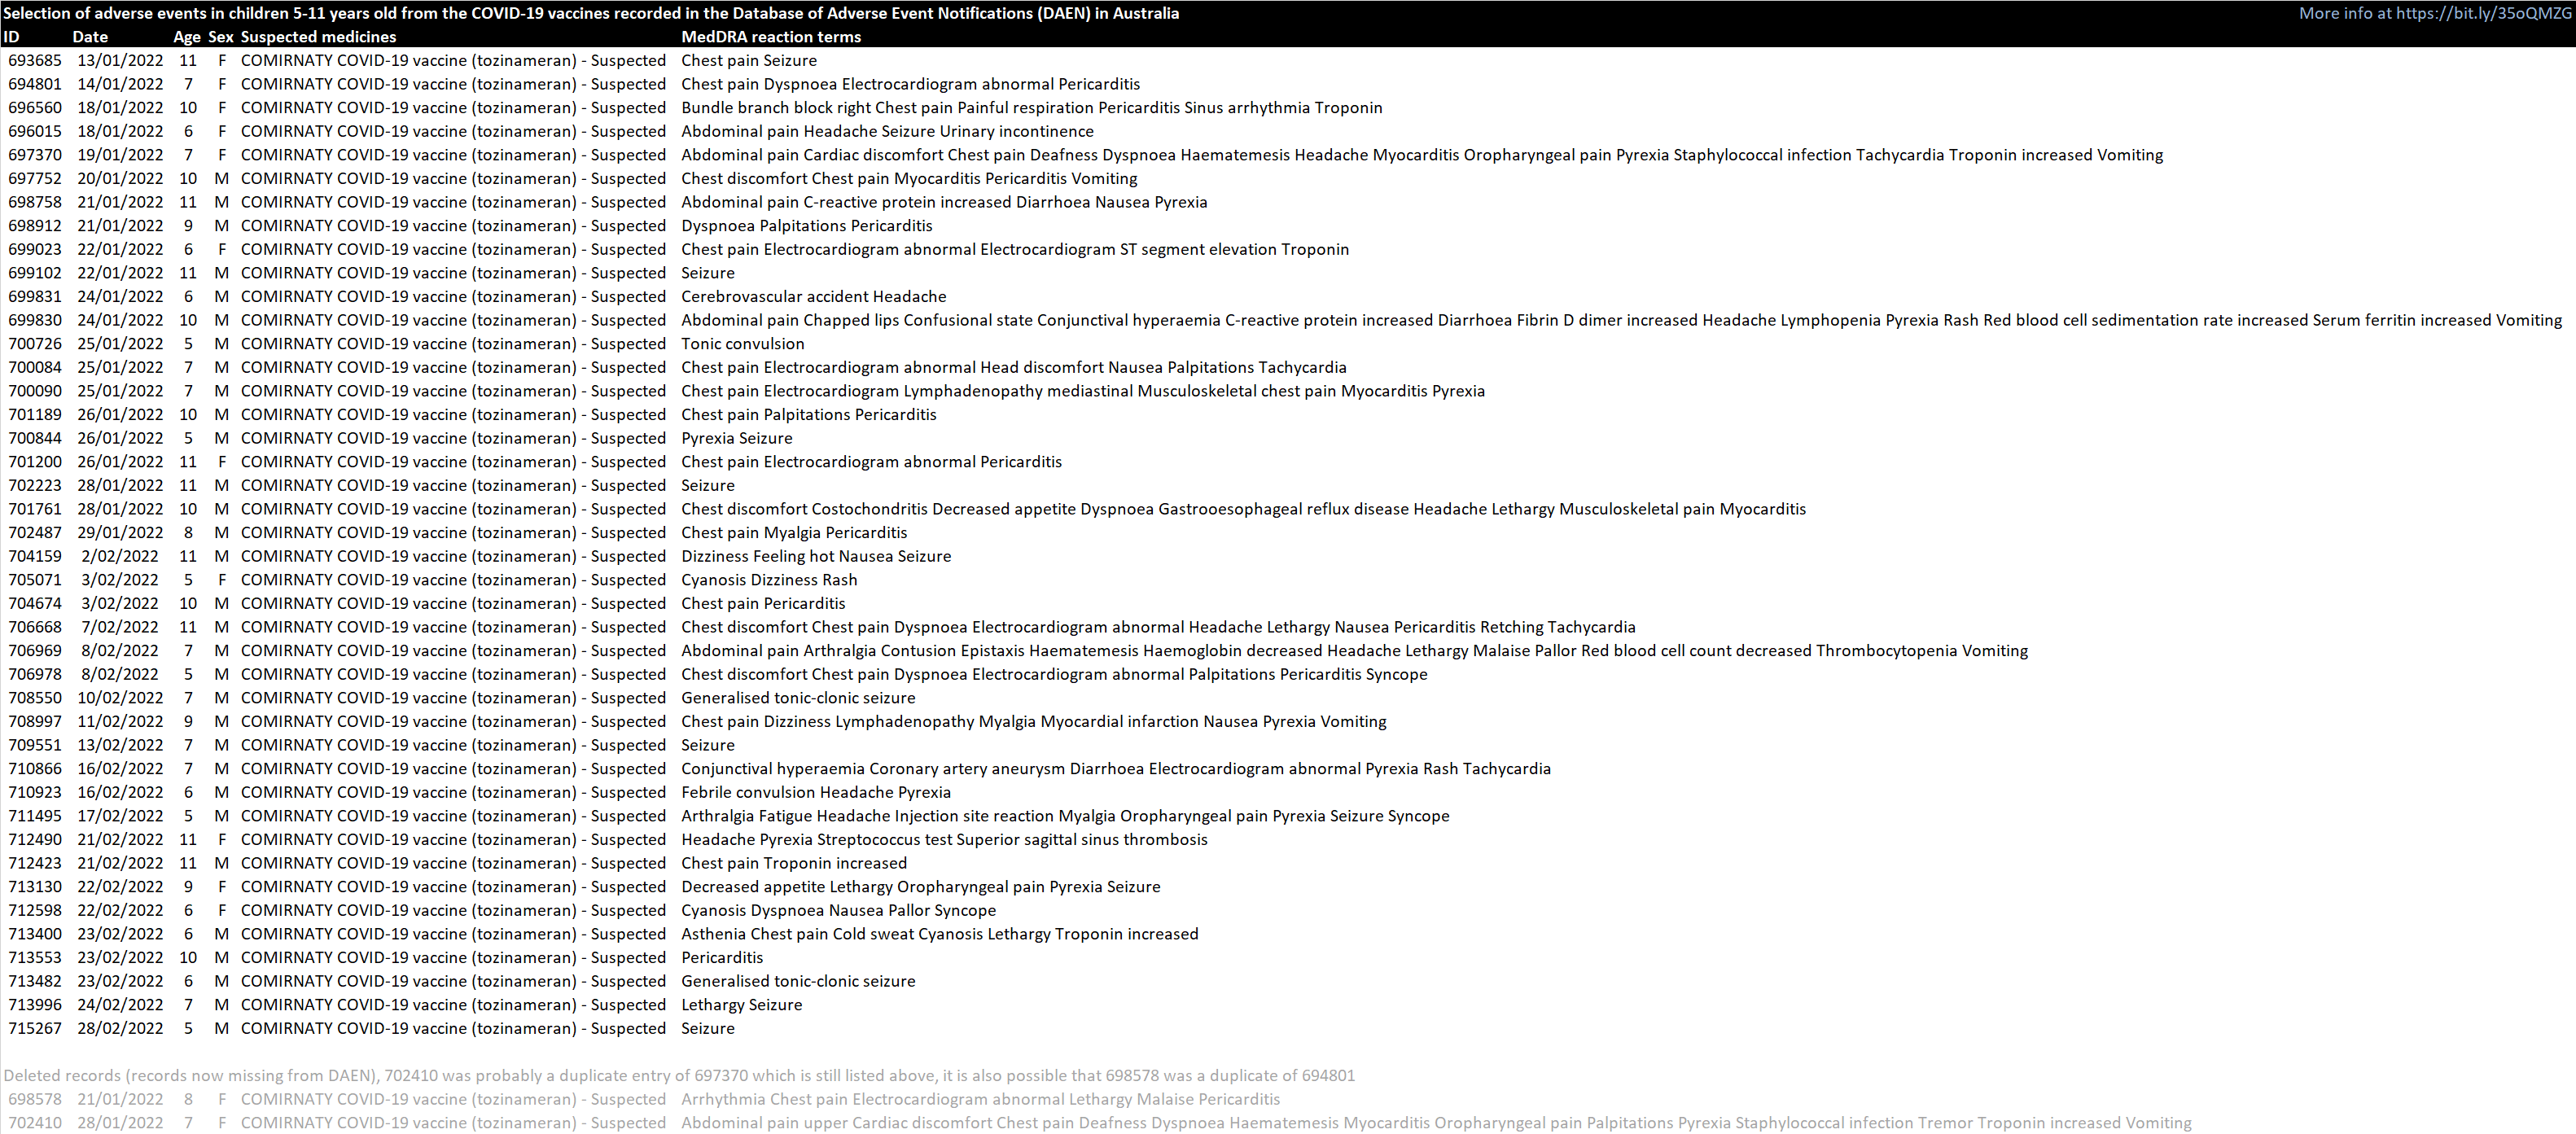 Selection of adverse events in children 5-11 years old from the COVID-19 vaccines recorded in the Database of Adverse Event Notifications (DAEN) in Australia More info at https://bit.ly/35oQMZG
ID Date Age Sex Suspected medicines MedDRA reaction terms
693685 13/01/2022 11 F COMIRNATY COVID-19 vaccine (tozinameran) - Suspected Chest pain Seizure
694801 14/01/2022 7 F COMIRNATY COVID-19 vaccine (tozinameran) - Suspected Chest pain Dyspnoea Electrocardiogram abnormal Pericarditis
696560 18/01/2022 10 F COMIRNATY COVID-19 vaccine (tozinameran) - Suspected Bundle branch block right Chest pain Painful respiration Pericarditis Sinus arrhythmia Troponin
696015 18/01/2022 6 F COMIRNATY COVID-19 vaccine (tozinameran) - Suspected Abdominal pain Headache Seizure Urinary incontinence
697370 19/01/2022 7 F COMIRNATY COVID-19 vaccine (tozinameran) - Suspected Abdominal pain Cardiac discomfort Chest pain Deafness Dyspnoea Haematemesis Headache Myocarditis Oropharyngeal pain Pyrexia Staphylococcal infection Tachycardia Troponin increased Vomiting
697752 20/01/2022 10 M COMIRNATY COVID-19 vaccine (tozinameran) - Suspected Chest discomfort Chest pain Myocarditis Pericarditis Vomiting
698758 21/01/2022 11 M COMIRNATY COVID-19 vaccine (tozinameran) - Suspected Abdominal pain C-reactive protein increased Diarrhoea Nausea Pyrexia
698912 21/01/2022 9 M COMIRNATY COVID-19 vaccine (tozinameran) - Suspected Dyspnoea Palpitations Pericarditis
699023 22/01/2022 6 F COMIRNATY COVID-19 vaccine (tozinameran) - Suspected Chest pain Electrocardiogram abnormal Electrocardiogram ST segment elevation Troponin
699102 22/01/2022 11 M COMIRNATY COVID-19 vaccine (tozinameran) - Suspected Seizure
699831 24/01/2022 6 M COMIRNATY COVID-19 vaccine (tozinameran) - Suspected Cerebrovascular accident Headache
699830 24/01/2022 10 M COMIRNATY COVID-19 vaccine (tozinameran) - Suspected Abdominal pain Chapped lips Confusional state Conjunctival hyperaemia C-reactive protein increased Diarrhoea Fibrin D dimer increased Headache Lymphopenia Pyrexia Rash Red blood cell sedimentation rate increased Serum ferritin increased Vomiting
700726 25/01/2022 5 M COMIRNATY COVID-19 vaccine (tozinameran) - Suspected Tonic convulsion
700084 25/01/2022 7 M COMIRNATY COVID-19 vaccine (tozinameran) - Suspected Chest pain Electrocardiogram abnormal Head discomfort Nausea Palpitations Tachycardia
700090 25/01/2022 7 M COMIRNATY COVID-19 vaccine (tozinameran) - Suspected Chest pain Electrocardiogram Lymphadenopathy mediastinal Musculoskeletal chest pain Myocarditis Pyrexia
701189 26/01/2022 10 M COMIRNATY COVID-19 vaccine (tozinameran) - Suspected Chest pain Palpitations Pericarditis
700844 26/01/2022 5 M COMIRNATY COVID-19 vaccine (tozinameran) - Suspected Pyrexia Seizure
701200 26/01/2022 11 F COMIRNATY COVID-19 vaccine (tozinameran) - Suspected Chest pain Electrocardiogram abnormal Pericarditis
702223 28/01/2022 11 M COMIRNATY COVID-19 vaccine (tozinameran) - Suspected Seizure
701761 28/01/2022 10 M COMIRNATY COVID-19 vaccine (tozinameran) - Suspected Chest discomfort Costochondritis Decreased appetite Dyspnoea Gastrooesophageal reflux disease Headache Lethargy Musculoskeletal pain Myocarditis
702487 29/01/2022 8 M COMIRNATY COVID-19 vaccine (tozinameran) - Suspected Chest pain Myalgia Pericarditis
704159 2/02/2022 11 M COMIRNATY COVID-19 vaccine (tozinameran) - Suspected Dizziness Feeling hot Nausea Seizure
705071 3/02/2022 5 F COMIRNATY COVID-19 vaccine (tozinameran) - Suspected Cyanosis Dizziness Rash
704674 3/02/2022 10 M COMIRNATY COVID-19 vaccine (tozinameran) - Suspected Chest pain Pericarditis
706668 7/02/2022 11 M COMIRNATY COVID-19 vaccine (tozinameran) - Suspected Chest discomfort Chest pain Dyspnoea Electrocardiogram abnormal Headache Lethargy Nausea Pericarditis Retching Tachycardia
706969 8/02/2022 7 M COMIRNATY COVID-19 vaccine (tozinameran) - Suspected Abdominal pain Arthralgia Contusion Epistaxis Haematemesis Haemoglobin decreased Headache Lethargy Malaise Pallor Red blood cell count decreased Thrombocytopenia Vomiting
706978 8/02/2022 5 M COMIRNATY COVID-19 vaccine (tozinameran) - Suspected Chest discomfort Chest pain Dyspnoea Electrocardiogram abnormal Palpitations Pericarditis Syncope
708550 10/02/2022 7 M COMIRNATY COVID-19 vaccine (tozinameran) - Suspected Generalised tonic-clonic seizure
708997 11/02/2022 9 M COMIRNATY COVID-19 vaccine (tozinameran) - Suspected Chest pain Dizziness Lymphadenopathy Myalgia Myocardial infarction Nausea Pyrexia Vomiting
709551 13/02/2022 7 M COMIRNATY COVID-19 vaccine (tozinameran) - Suspected Seizure
710866 16/02/2022 7 M COMIRNATY COVID-19 vaccine (tozinameran) - Suspected Conjunctival hyperaemia Coronary artery aneurysm Diarrhoea Electrocardiogram abnormal Pyrexia Rash Tachycardia
710923 16/02/2022 6 M COMIRNATY COVID-19 vaccine (tozinameran) - Suspected Febrile convulsion Headache Pyrexia
711495 17/02/2022 5 M COMIRNATY COVID-19 vaccine (tozinameran) - Suspected Arthralgia Fatigue Headache Injection site reaction Myalgia Oropharyngeal pain Pyrexia Seizure Syncope
712490 21/02/2022 11 F COMIRNATY COVID-19 vaccine (tozinameran) - Suspected Headache Pyrexia Streptococcus test Superior sagittal sinus thrombosis
712423 21/02/2022 11 M COMIRNATY COVID-19 vaccine (tozinameran) - Suspected Chest pain Troponin increased
713130 22/02/2022 9 F COMIRNATY COVID-19 vaccine (tozinameran) - Suspected Decreased appetite Lethargy Oropharyngeal pain Pyrexia Seizure
712598 22/02/2022 6 F COMIRNATY COVID-19 vaccine (tozinameran) - Suspected Cyanosis Dyspnoea Nausea Pallor Syncope
713400 23/02/2022 6 M COMIRNATY COVID-19 vaccine (tozinameran) - Suspected Asthenia Chest pain Cold sweat Cyanosis Lethargy Troponin increased
713553 23/02/2022 10 M COMIRNATY COVID-19 vaccine (tozinameran) - Suspected Pericarditis
713482 23/02/2022 6 M COMIRNATY COVID-19 vaccine (tozinameran) - Suspected Generalised tonic-clonic seizure
713996 24/02/2022 7 M COMIRNATY COVID-19 vaccine (tozinameran) - Suspected Lethargy Seizure
715267 28/02/2022 5 M COMIRNATY COVID-19 vaccine (tozinameran) - Suspected Seizure
Deleted records (records now missing from DAEN), 702410 was probably a duplicate entry of 697370 which is still listed above, it is also possible that 698578 was a duplicate of 694801
698578 21/01/2022 8 F COMIRNATY COVID-19 vaccine (tozinameran) - Suspected Arrhythmia Chest pain Electrocardiogram abnormal Lethargy Malaise Pericarditis
702410 28/01/2022 7 F COMIRNATY COVID-19 vaccine (tozinameran) - Suspected Abdominal pain upper Cardiac discomfort Chest pain Deafness Dyspnoea Haematemesis Myocarditis Oropharyngeal pain Palpitations Pyrexia Staphylococcal infection Tremor Troponin increased Vomiting